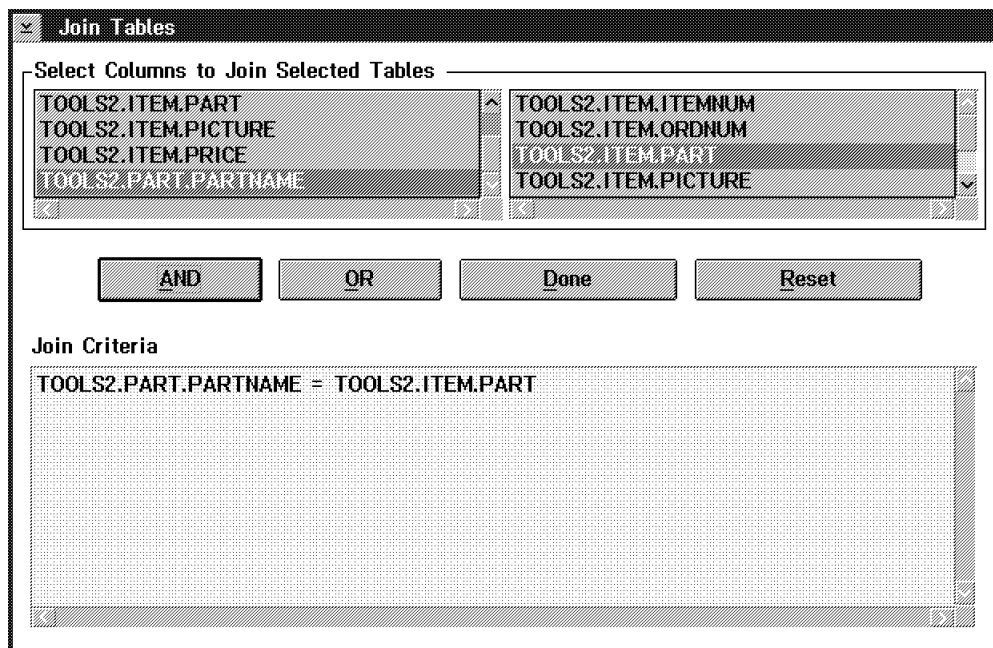 Join Tables
Select Columns to Join Selected Tables
TOOLS2.ITEM.PART
TOOLS2.ITEM.PICTURE
TOOLS2.ITEM.PRICE
TOOLS2.PART.PARTNAME
TOOLS2.ITEM.ITEMNUM
TOOLS2.ITEM.ORDNUM
TOOLS2.ITEM.PART
TOOLS2.ITEM.PICTURE
AND OR Done Reset
Join Criteria
TOOLS2.PART.PARTNAME = TOOLS2.ITEM.PART